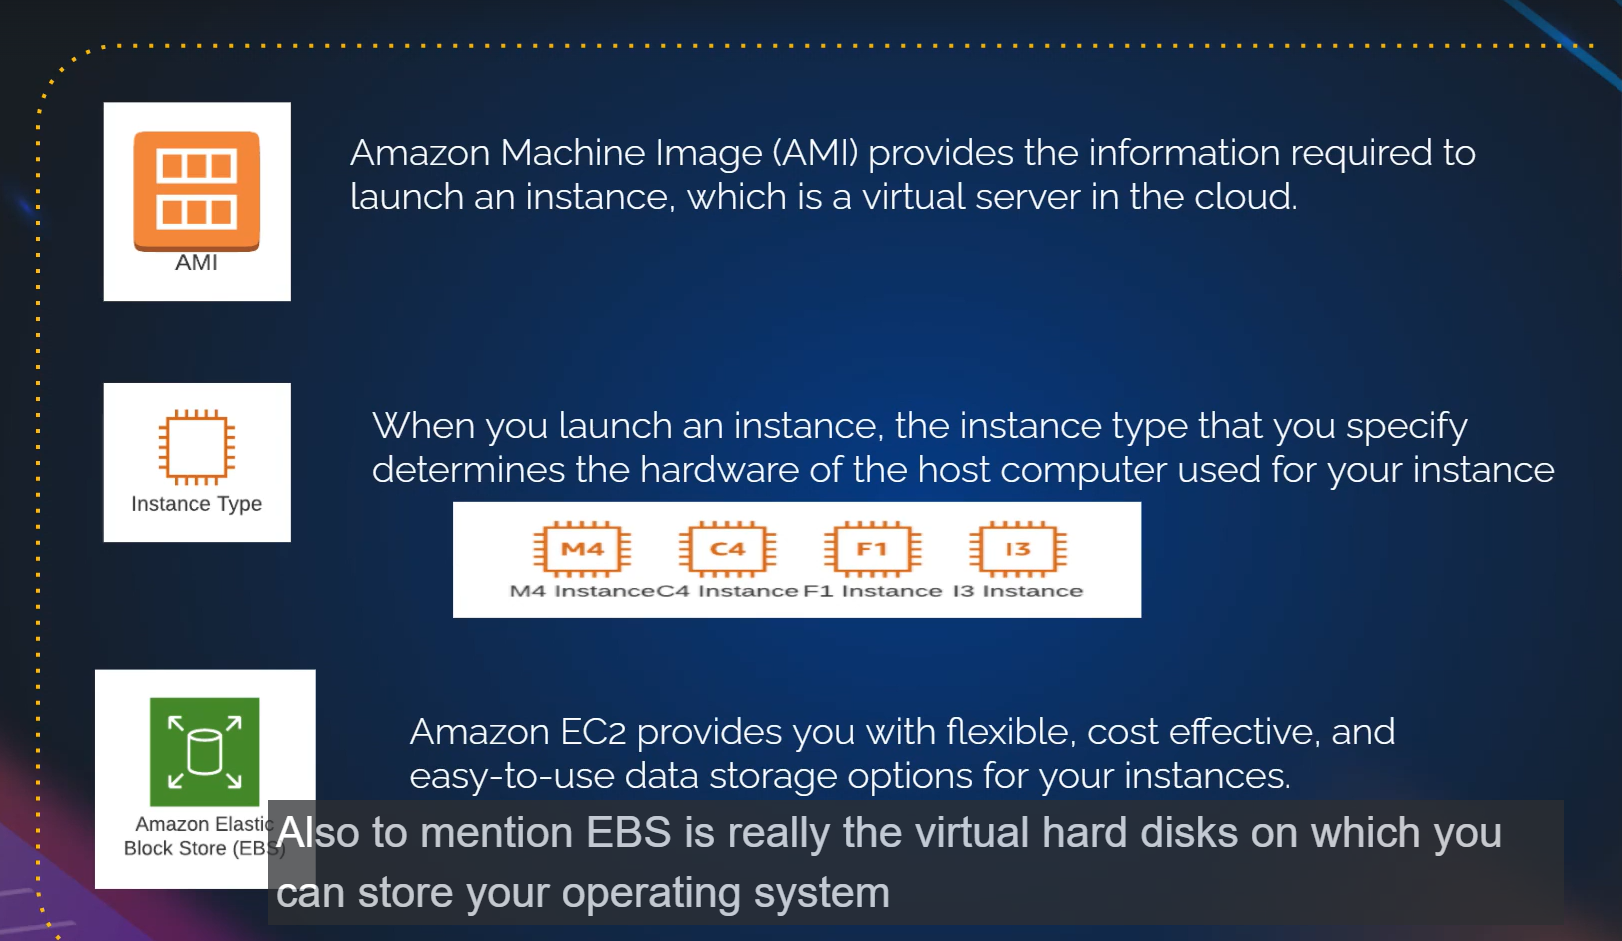 Amazon Machine Image (AMI) provides the information required to
launch an instance, which is a virtual server in the cloud.
AMI
When you launch an instance, the instance type that you specify
determines the hardware of the host computer used for your instance
Instance Type
M4 C4 F1 I3
M4 Instance C4 Instance F1 Instance I3 Instance
Amazon EC2 provides you with flexible, cost effective, and
easy-to-use data storage options for your instances.
Amazon Elastic
Block Store (EBS)
Also to mention EBS is really the virtual hard disks on which you
can store your operating system